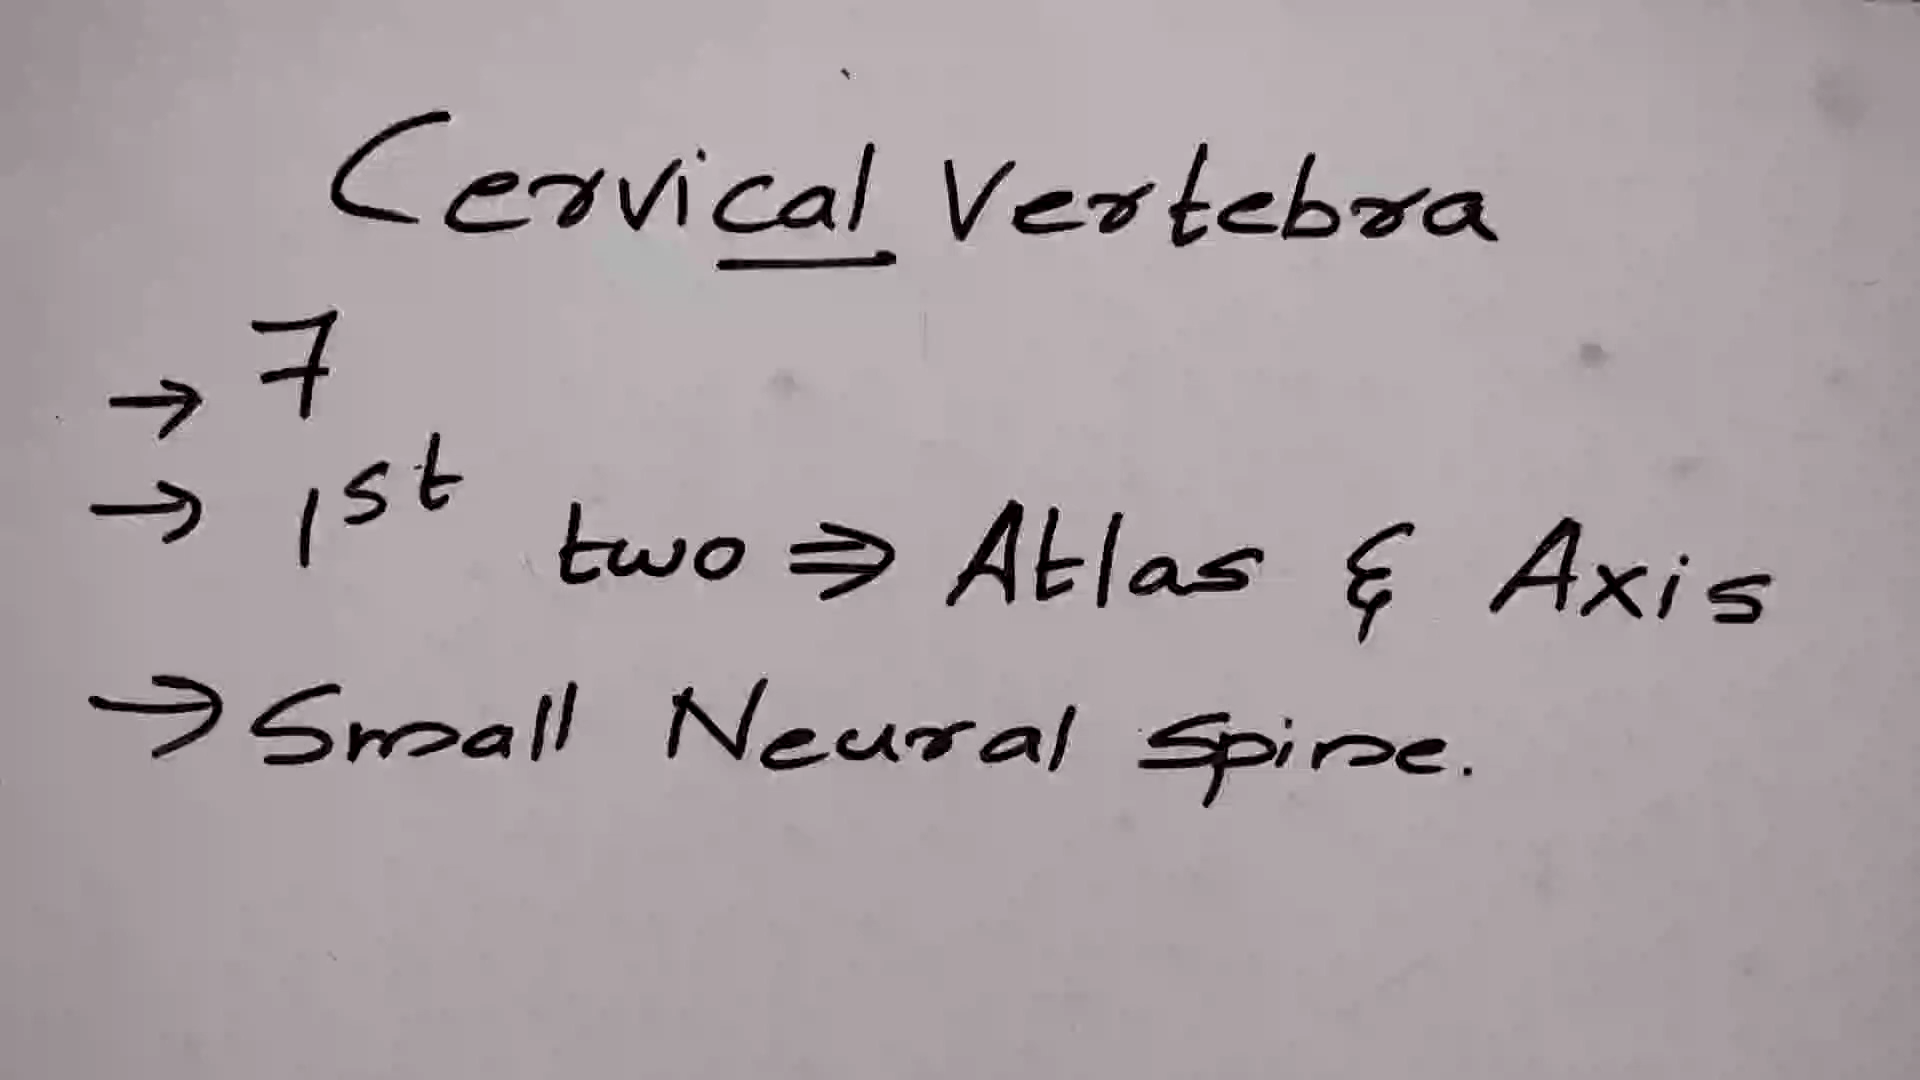 Cervical Vertebra
→ 7
→ 1st two ⇒ Atlas & Axis
→ Small Neural spine.